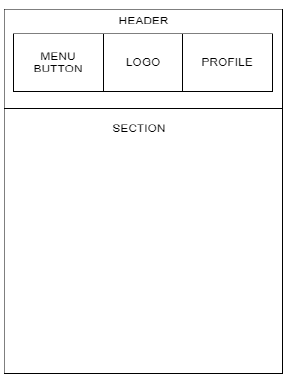 HEADER
MENU
BUTTON
LOGO
PROFILE
SECTION